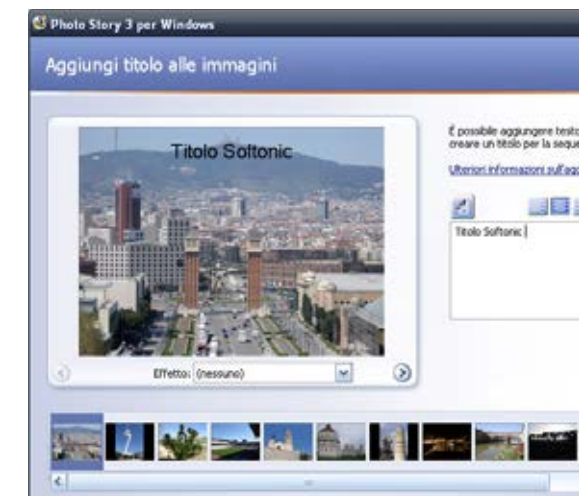 Photo Story 3 per Windows
Aggiungi titolo alle immagini
Titolo Softonic
È possibile aggiungere testo
creare un titolo per la seque
Ulteriori informazioni sull'agg
Titolo Softonic
Effetto: (nessuno)